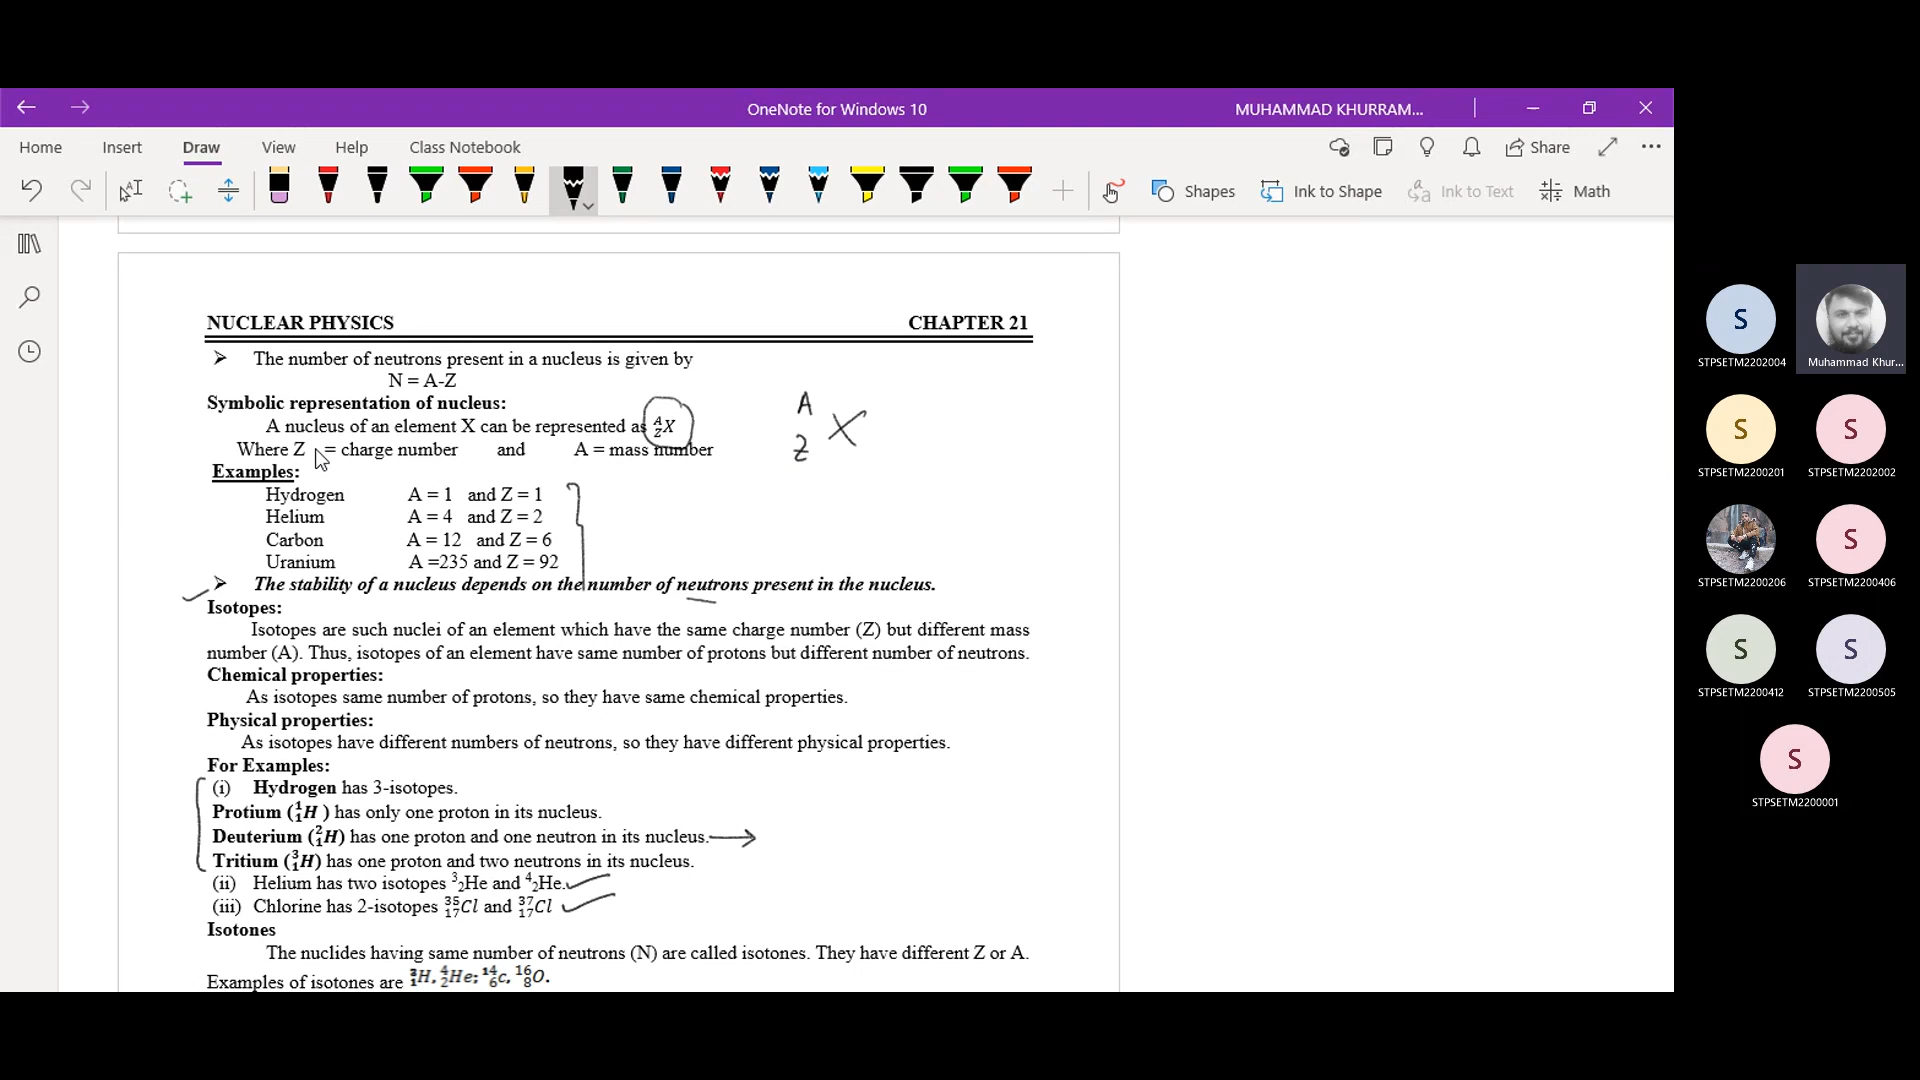 OneNote for Windows 10
MUHAMMAD KHURRAM...
Home Insert Draw View Help Class Notebook
Share
Shapes Ink to Shape Ink to Text Math
NUCLEAR PHYSICS CHAPTER 21
➢ The number of neutrons present in a nucleus is given by
N = A-Z
Symbolic representation of nucleus:
A nucleus of an element X can be represented as ᴬ_ZX
Where Z = charge number and A = mass number
A
Z X
Examples:
Hydrogen A = 1 and Z = 1
Helium A = 4 and Z = 2
Carbon A = 12 and Z = 6
Uranium A =235 and Z = 92
➢ The stability of a nucleus depends on the number of neutrons present in the nucleus.
Isotopes:
Isotopes are such nuclei of an element which have the same charge number (Z) but different mass
number (A). Thus, isotopes of an element have same number of protons but different number of neutrons.
Chemical properties:
As isotopes same number of protons, so they have same chemical properties.
Physical properties:
As isotopes have different numbers of neutrons, so they have different physical properties.
For Examples:
(i) Hydrogen has 3-isotopes.
Protium (¹₁H ) has only one proton in its nucleus.
Deuterium (²₁H) has one proton and one neutron in its nucleus.
Tritium (³₁H) has one proton and two neutrons in its nucleus.
(ii) Helium has two isotopes ³₂He and ⁴₂He.
(iii) Chlorine has 2-isotopes ³⁵₁₇Cl and ³⁷₁₇Cl
Isotones
The nuclides having same number of neutrons (N) are called isotones. They have different Z or A.
Examples of isotones are ³₁H, ⁴₂He; ¹⁴₆C, ¹⁶₈O.
S S
STPSETM2202004 Muhammad Khur...
S S
STPSETM2200201 STPSETM2202002
S
STPSETM2200206 STPSETM2200406
S S
STPSETM2200412 STPSETM2200505
S
STPSETM2200001